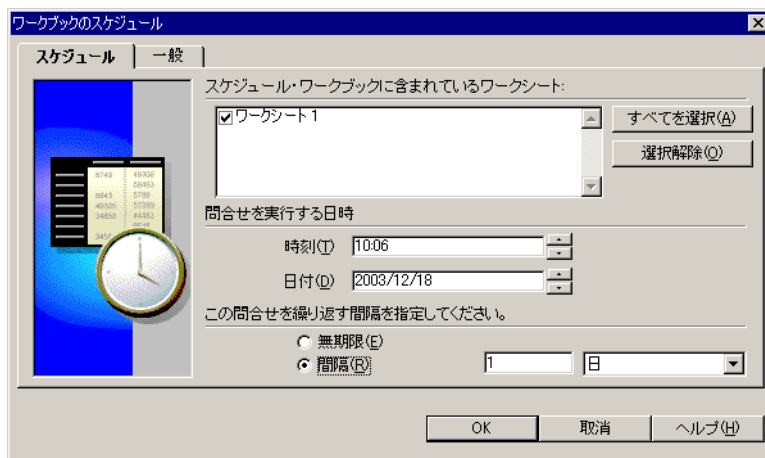 ワークブックのスケジュール
スケジュール
一般
スケジュール・ワークブックに含まれているワークシート:
ワークシート 1
すべてを選択(A)
選択解除(O)
問合せを実行する日時
時刻(T)
10:06
日付(D)
2003/12/18
この問合せを繰り返す間隔を指定してください。
無期限(E)
間隔(R)
1
日
OK
取消
ヘルプ(H)
6749
49308